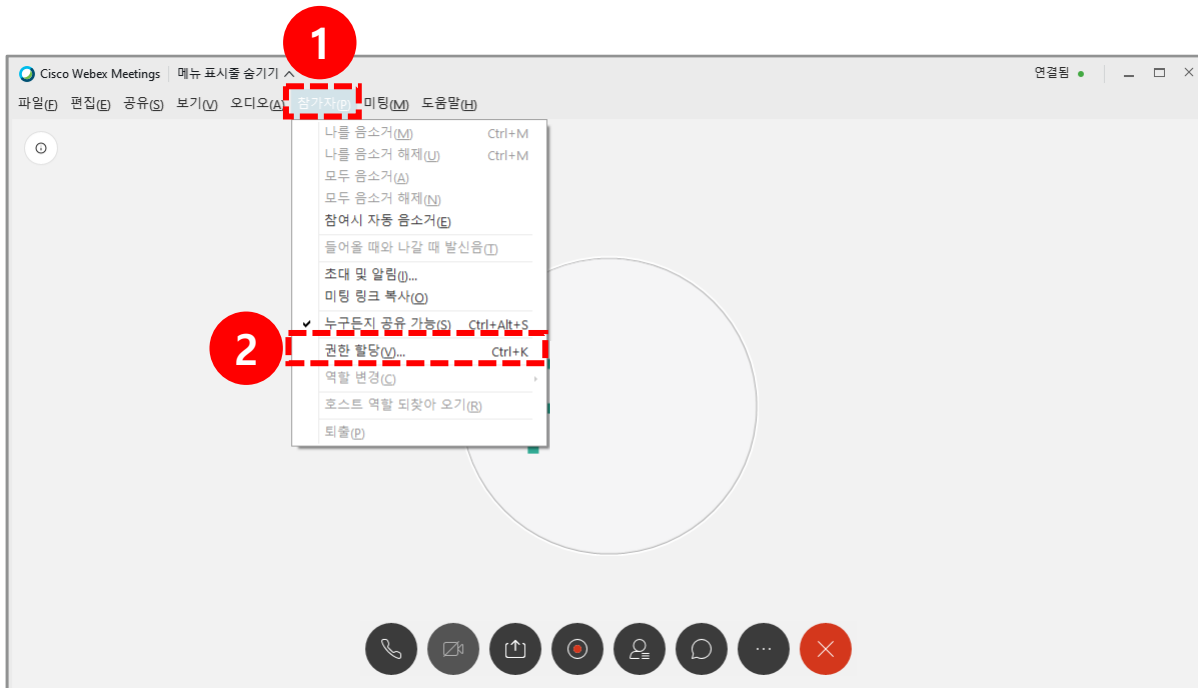 1
Cisco Webex Meetings 메뉴 표시줄 숨기기 연결됨
파일(F) 편집(E) 공유(S) 보기(V) 오디오(A) 참가자(P) 미팅(M) 도움말(H)
나를 음소거(M) Ctrl+M
나를 음소거 해제(U) Ctrl+M
모두 음소거(A)
모두 음소거 해제(N)
참여시 자동 음소거(E)
들어올 때와 나갈 때 발신음(T)
초대 및 알림(I)...
미팅 링크 복사(O)
누구든지 공유 가능(S) Ctrl+Alt+S
2
권한 할당(V)... Ctrl+K
역할 변경(C)
호스트 역할 되찾아 오기(R)
퇴출(P)